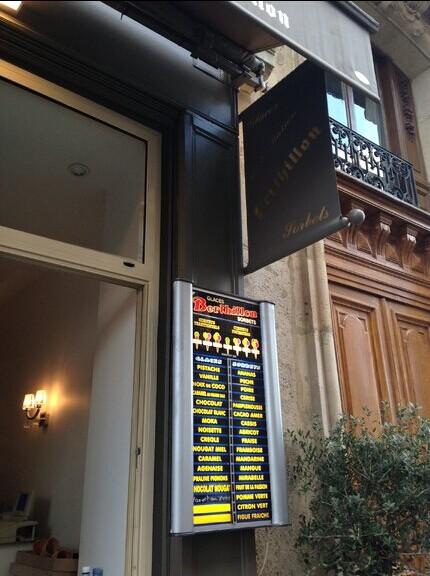 Berthillon
Sorbets
GLACES
Berthillon
SORBETS
CORNETS TRADITIONNELS
GLACES
SORBETS
PISTACHE
ANANAS
VANILLE
PECHE
NOIX DE COCO
POIRE
CERISE
CHOCOLAT
PAMPLEMOUSSE
CHOCOLAT BLANC
CACAO AMER
MOKA
CASSIS
NOISETTE
ABRICOT
CREOLE
FRAISE
NOUGAT MIEL
FRAMBOISE
CARAMEL
MANDARINE
AGENAISE
MANGUE
PRALINE PIGNONS
MIRABELLE
CHOCOLAT NOUGAT
FRUIT DE LA PASSION
POMME VERTE
CITRON VERT
FIGUE FRAICHE